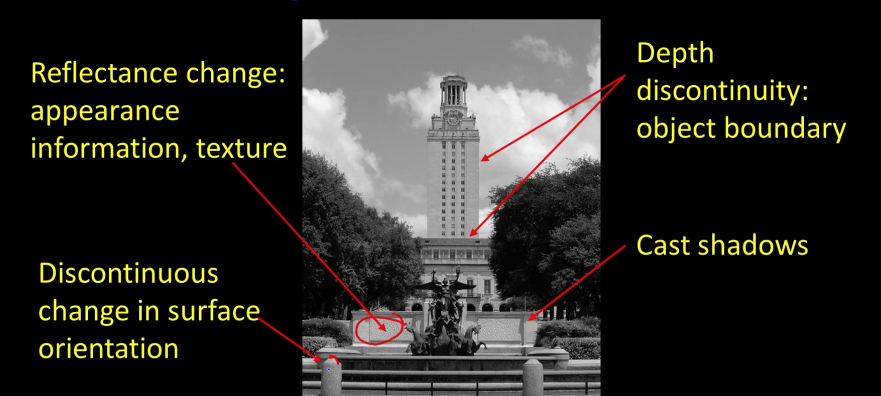 Reflectance change:
appearance
information, texture
Discontinuous
change in surface
orientation
Depth
discontinuity:
object boundary
Cast shadows